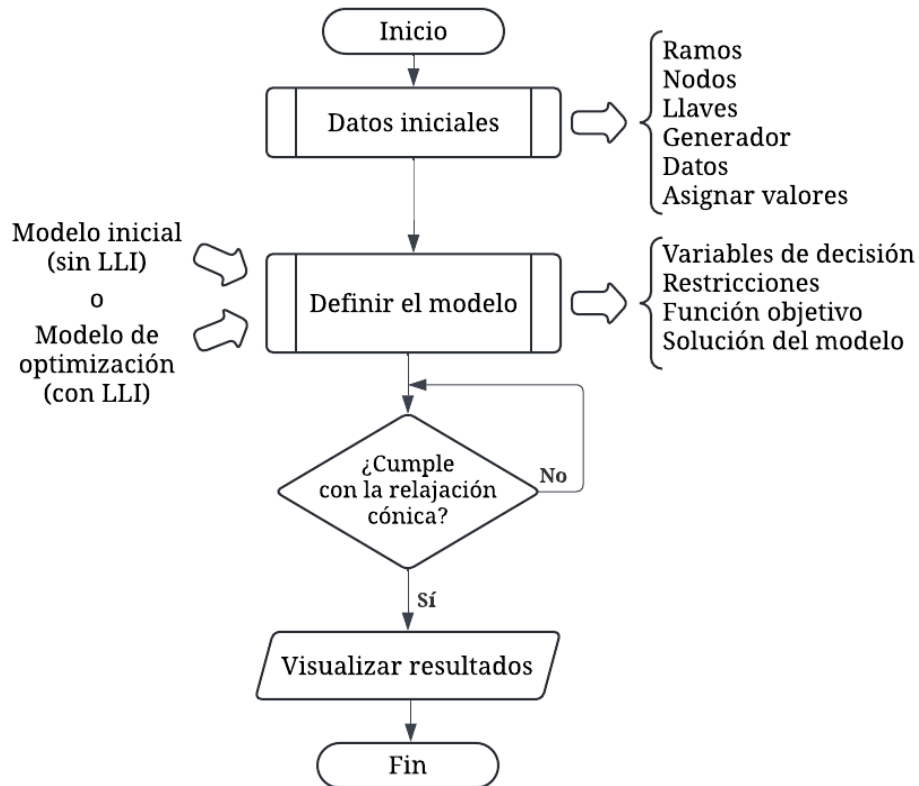 Inicio
Datos iniciales
Ramos
Nodos
Llaves
Generador
Datos
Asignar valores
Modelo inicial
(sin LLI)
o
Modelo de
optimización
(con LLI)
Definir el modelo
Variables de decisión
Restricciones
Función objetivo
Solución del modelo
¿Cumple
con la relajación
cónica?
No
Sí
Visualizar resultados
Fin